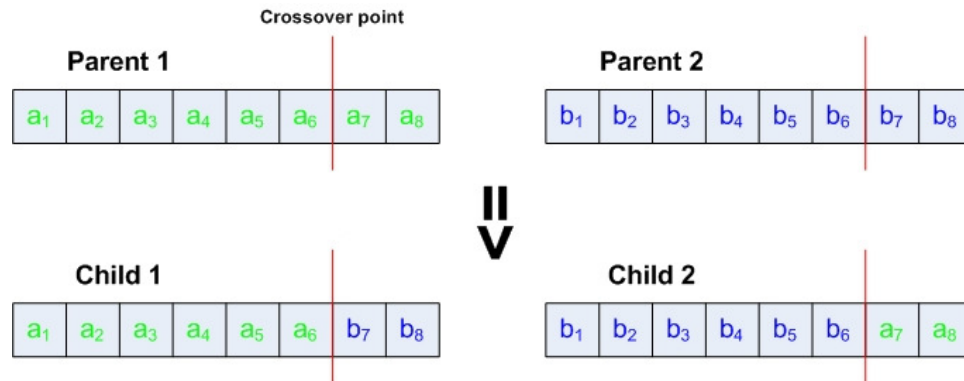 Crossover point
Parent 1 Parent 2
a₁ a₂ a₃ a₄ a₅ a₆ a₇ a₈ b₁ b₂ b₃ b₄ b₅ b₆ b₇ b₈
=>
Child 1 Child 2
a₁ a₂ a₃ a₄ a₅ a₆ b₇ b₈ b₁ b₂ b₃ b₄ b₅ b₆ a₇ a₈